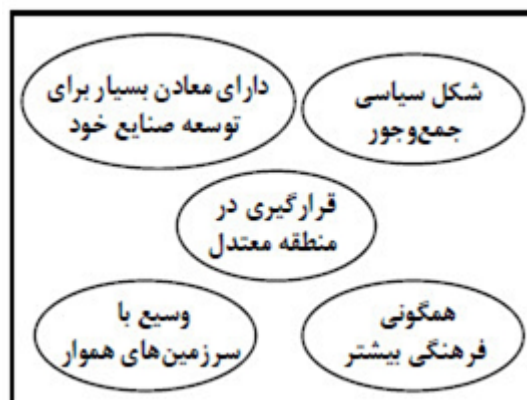 شکل سیاسی
جمع‌وجور
دارای معادن بسیار برای
توسعه صنایع خود
قرارگیری در
منطقه معتدل
همگونی
فرهنگی بیشتر
وسیع با
سرزمین‌های هموار